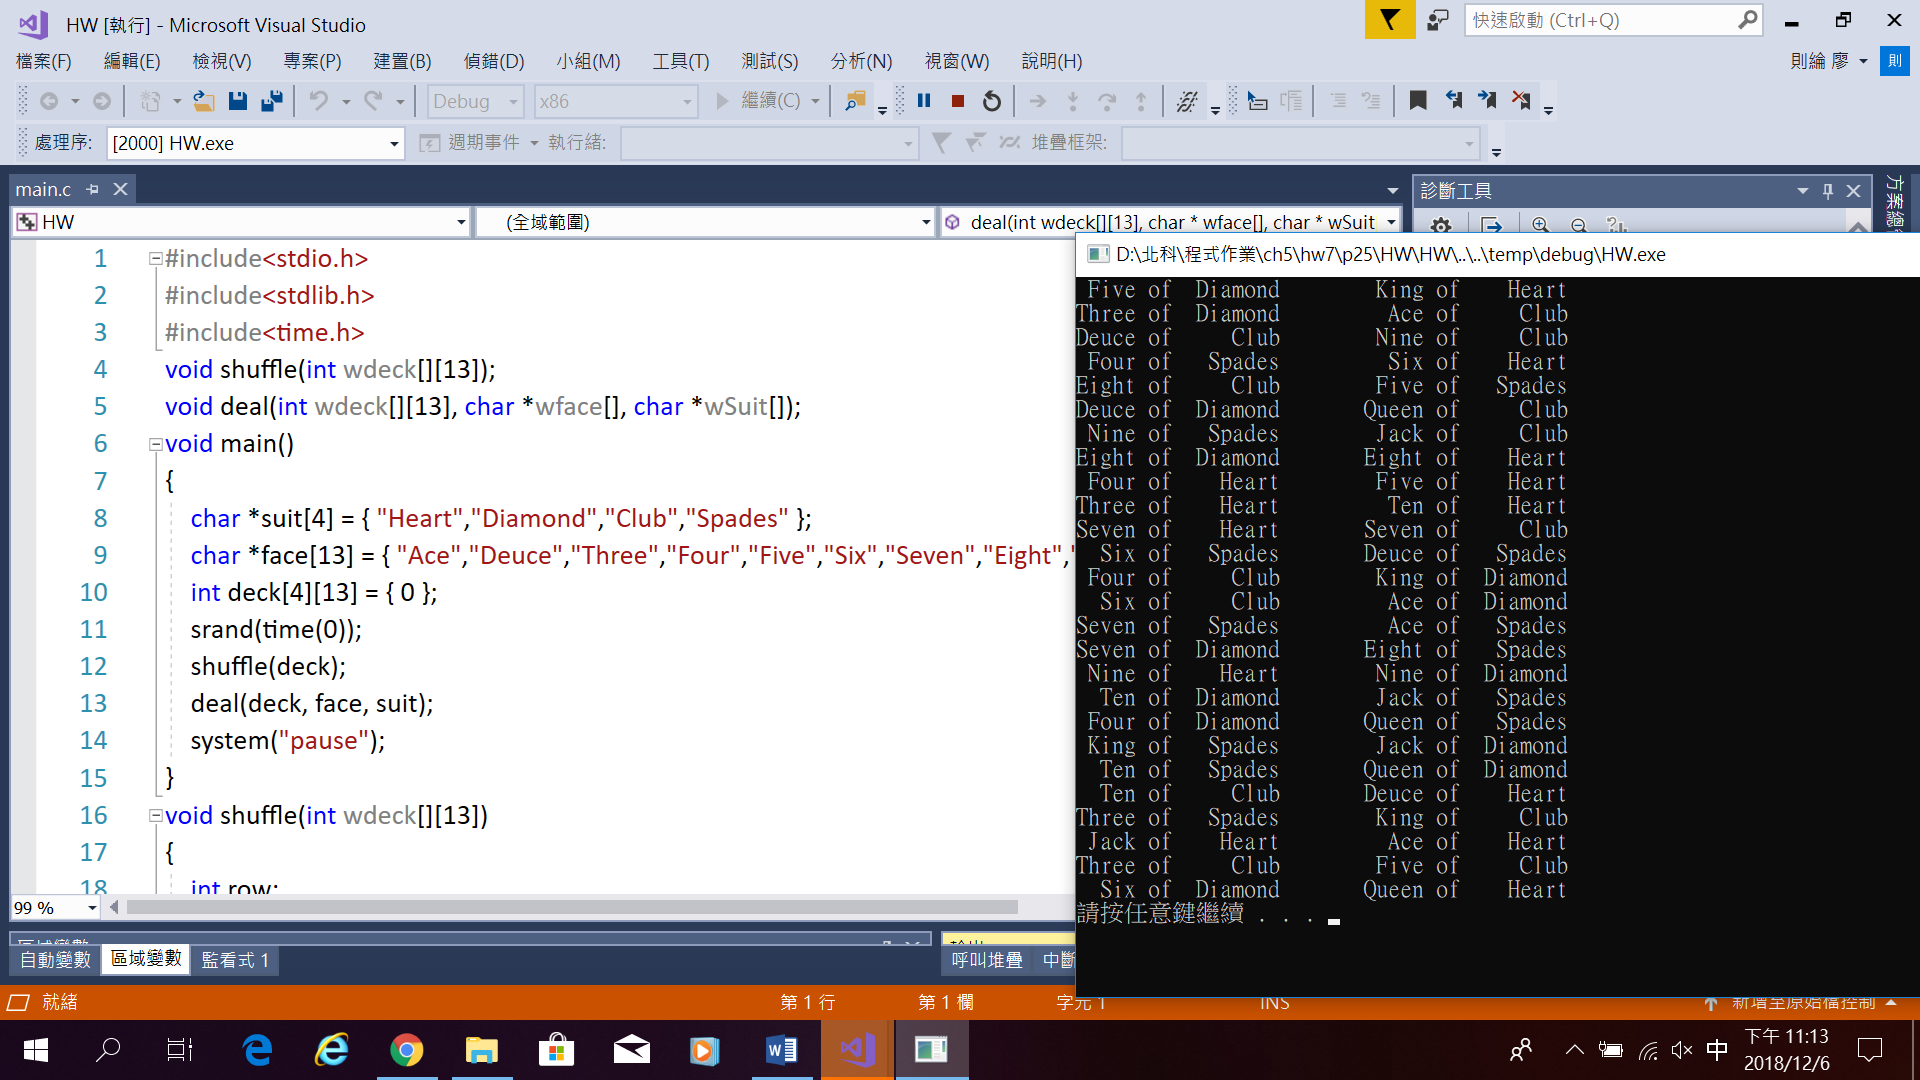 HW [執行] - Microsoft Visual Studio
快速啟動 (Ctrl+Q)
檔案(F) 編輯(E) 檢視(V) 專案(P) 建置(B) 偵錯(D) 小組(M) 工具(T) 測試(S) 分析(N) 視窗(W) 說明(H)
則綸 廖 則
Debug x86 繼續(C)
處理序: [2000] HW.exe 週期事件 執行緒: 堆疊框架:
main.c
診斷工具
HW (全域範圍) deal(int wdeck[][13], char * wface[], char * wSuit
1 #include<stdio.h>
2 #include<stdlib.h>
3 #include<time.h>
4 void shuffle(int wdeck[][13]);
5 void deal(int wdeck[][13], char *wface[], char *wSuit[]);
6 void main()
7 {
8 char *suit[4] = { "Heart","Diamond","Club","Spades" };
9 char *face[13] = { "Ace","Deuce","Three","Four","Five","Six","Seven","Eight","
10 int deck[4][13] = { 0 };
11 srand(time(0));
12 shuffle(deck);
13 deal(deck, face, suit);
14 system("pause");
15 }
16 void shuffle(int wdeck[][13])
17 {
18 int row;
99 %
D:\北科\程式作業\ch5\hw7\p25\HW\HW\..\..\temp\debug\HW.exe
Five of Diamond King of Heart
Three of Diamond Ace of Club
Deuce of Club Nine of Club
Four of Spades Six of Heart
Eight of Club Five of Spades
Deuce of Diamond Queen of Club
Nine of Spades Jack of Club
Eight of Diamond Eight of Heart
Four of Heart Five of Heart
Three of Heart Ten of Heart
Seven of Heart Seven of Club
Six of Spades Deuce of Spades
Four of Club King of Diamond
Six of Club Ace of Diamond
Seven of Spades Ace of Spades
Seven of Diamond Eight of Spades
Nine of Heart Nine of Diamond
Ten of Diamond Jack of Spades
Four of Diamond Queen of Spades
King of Spades Jack of Diamond
Ten of Spades Queen of Diamond
Ten of Club Deuce of Heart
Three of Spades King of Club
Jack of Heart Ace of Heart
Three of Club Five of Club
Six of Diamond Queen of Heart
請按任意鍵繼續 . . .
自動變數 區域變數 監看式 1 呼叫堆疊 中斷
就緒 第 1 行 第 1 欄 字元 1 INS 新增至原始檔控制
中 下午 11:13
2018/12/6